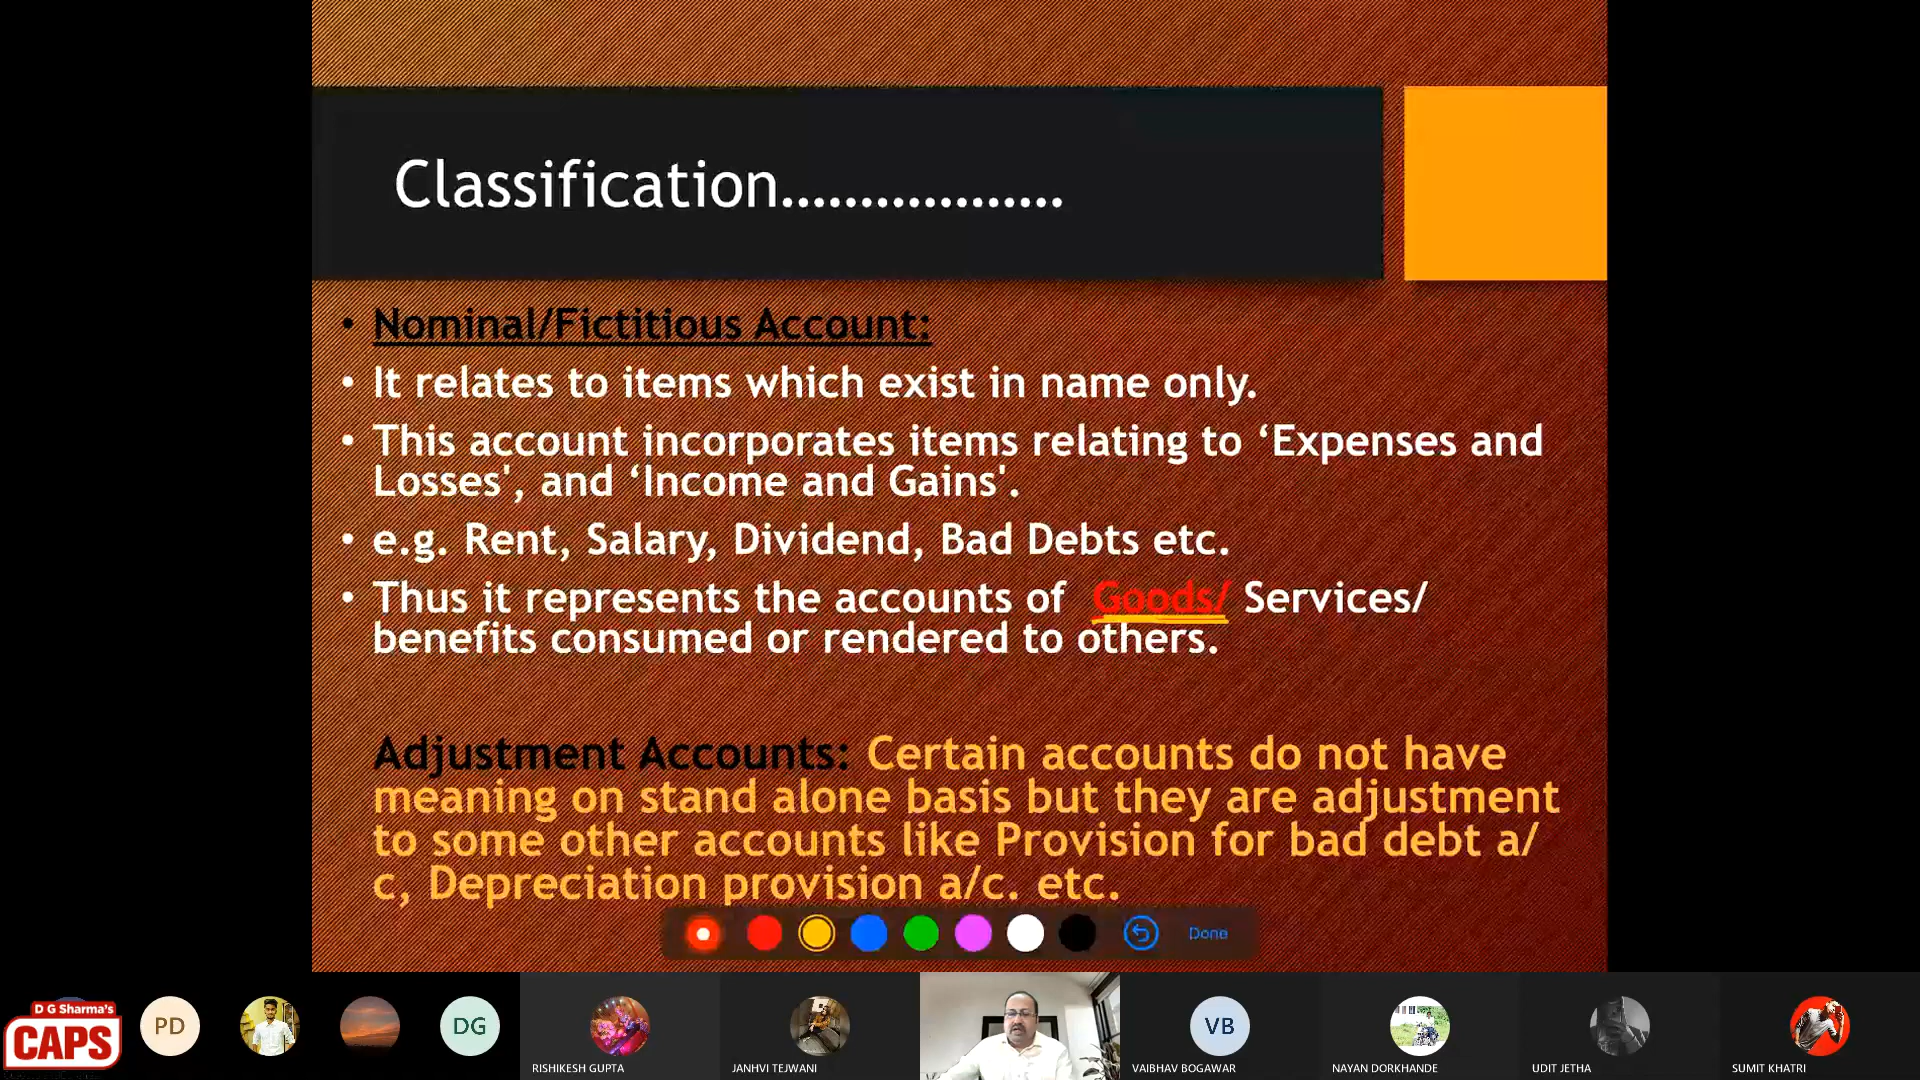 Classification.................
• Nominal/Fictitious Account:
• It relates to items which exist in name only.
• This account incorporates items relating to ‘Expenses and
Losses', and ‘Income and Gains'.
• e.g. Rent, Salary, Dividend, Bad Debts etc.
• Thus it represents the accounts of Goods/ Services/
benefits consumed or rendered to others.
Adjustment Accounts: Certain accounts do not have
meaning on stand alone basis but they are adjustment
to some other accounts like Provision for bad debt a/
c, Depreciation provision a/c. etc.
Done
D G Sharma's
CAPS
PD
DG
VB
RISHIKESH GUPTA
JANHVI TEJWANI
VAIBHAV BOGAWAR
NAYAN DORKHANDE
UDIT JETHA
SUMIT KHATRI